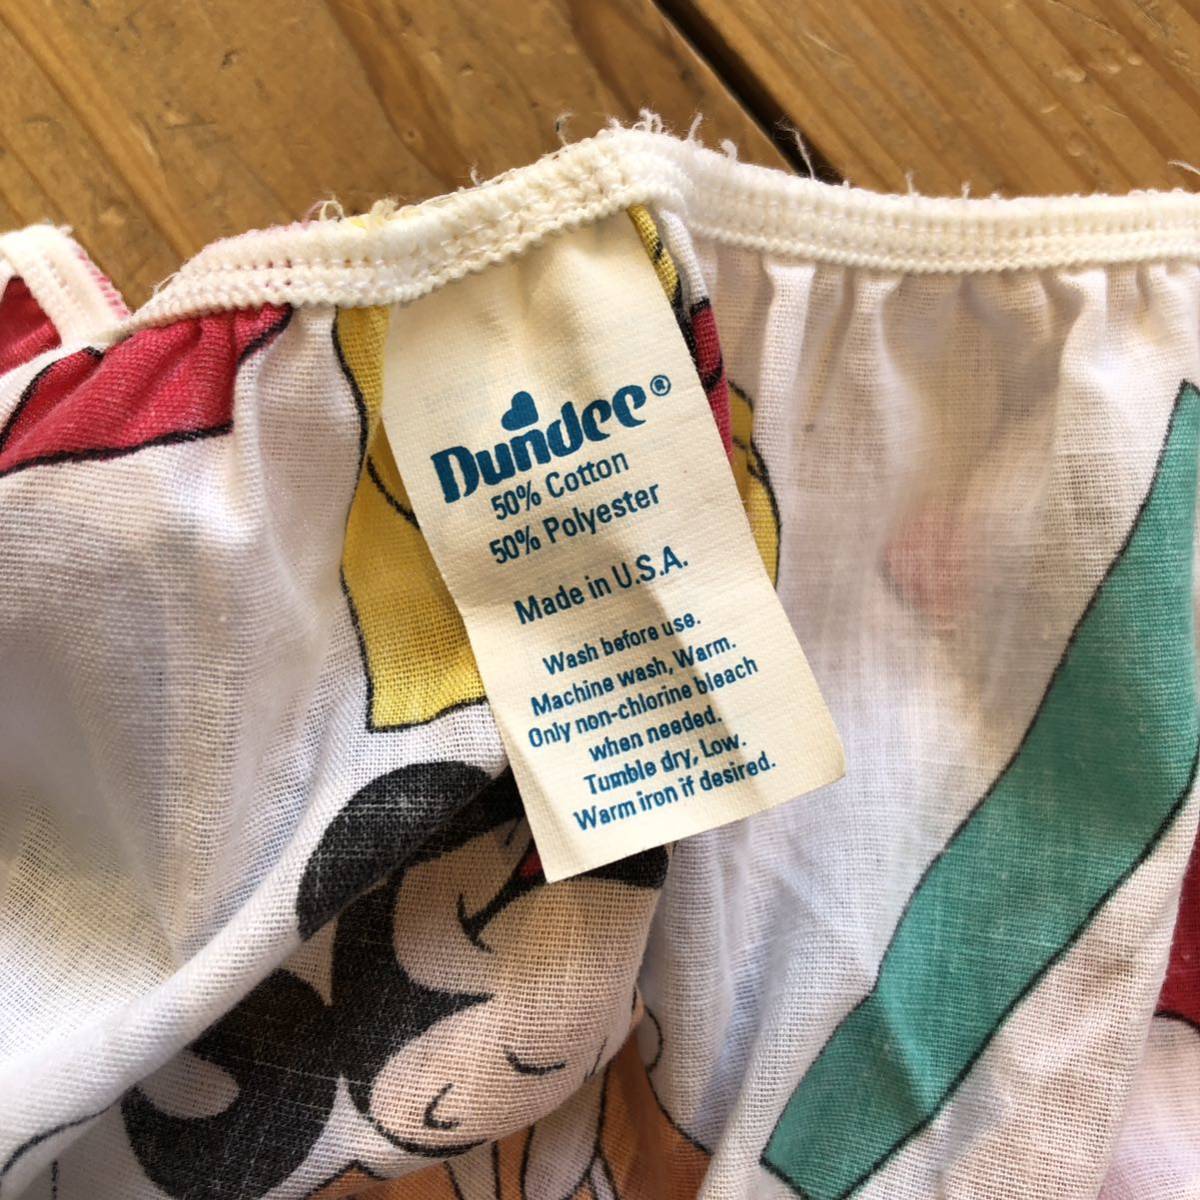 Dundee®
50% Cotton
50% Polyester
Made in U.S.A.
Wash before use.
Machine wash, Warm.
Only non-chlorine bleach
when needed.
Tumble dry, Low.
Warm iron if desired.